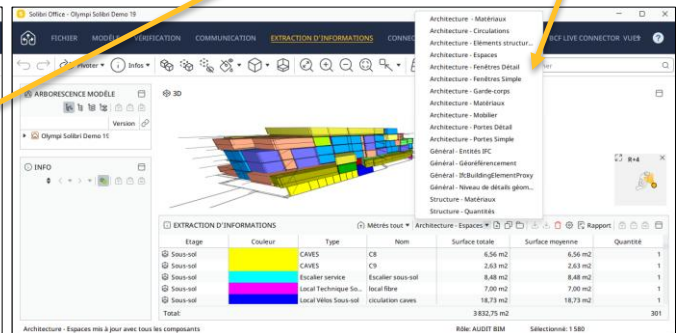 Solibri Office - Olympi Solibri Demo 19
FICHIER MODÈLE VÉRIFICATION COMMUNICATION EXTRACTION D'INFORMATIONS BCF LIVE CONNECTOR VUES
Pivoter Infos
Architecture - Matériaux
Architecture - Circulations
Architecture - Eléments structur...
Architecture - Espaces
Architecture - Fenêtres Détail
Architecture - Fenêtres Simple
Architecture - Garde-corps
Architecture - Matériaux
Architecture - Mobilier
Architecture - Portes Détail
Architecture - Portes Simple
Général - Entités IFC
Général - Géoréférencement
Général - IfcBuildingElementProxy
Général - Niveau de détails géom...
Structure - Matériaux
Structure - Quantités
ARBORESCENCE MODÈLE
Version
Olympi Solibri Demo 19
INFO
3D
R+4
EXTRACTION D'INFORMATIONS Métrés tout Architecture - Espaces Rapport
Etage Couleur Type Nom Surface totale Surface moyenne Quantité
Sous-sol CAVES C8 6,56 m2 6,56 m2 1
Sous-sol CAVES C9 2,63 m2 2,63 m2 1
Sous-sol Escalier service Escalier sous-sol 8,48 m2 8,48 m2 1
Sous-sol Local Technique So... local fibre 7,00 m2 7,00 m2 1
Sous-sol Local Vélos Sous-sol ciculation caves 18,73 m2 18,73 m2 1
Total: 3 832,75 m2 301
Architecture - Espaces mis à jour avec tous les composants Rôle: AUDIT BIM Sélectionné: 1 580